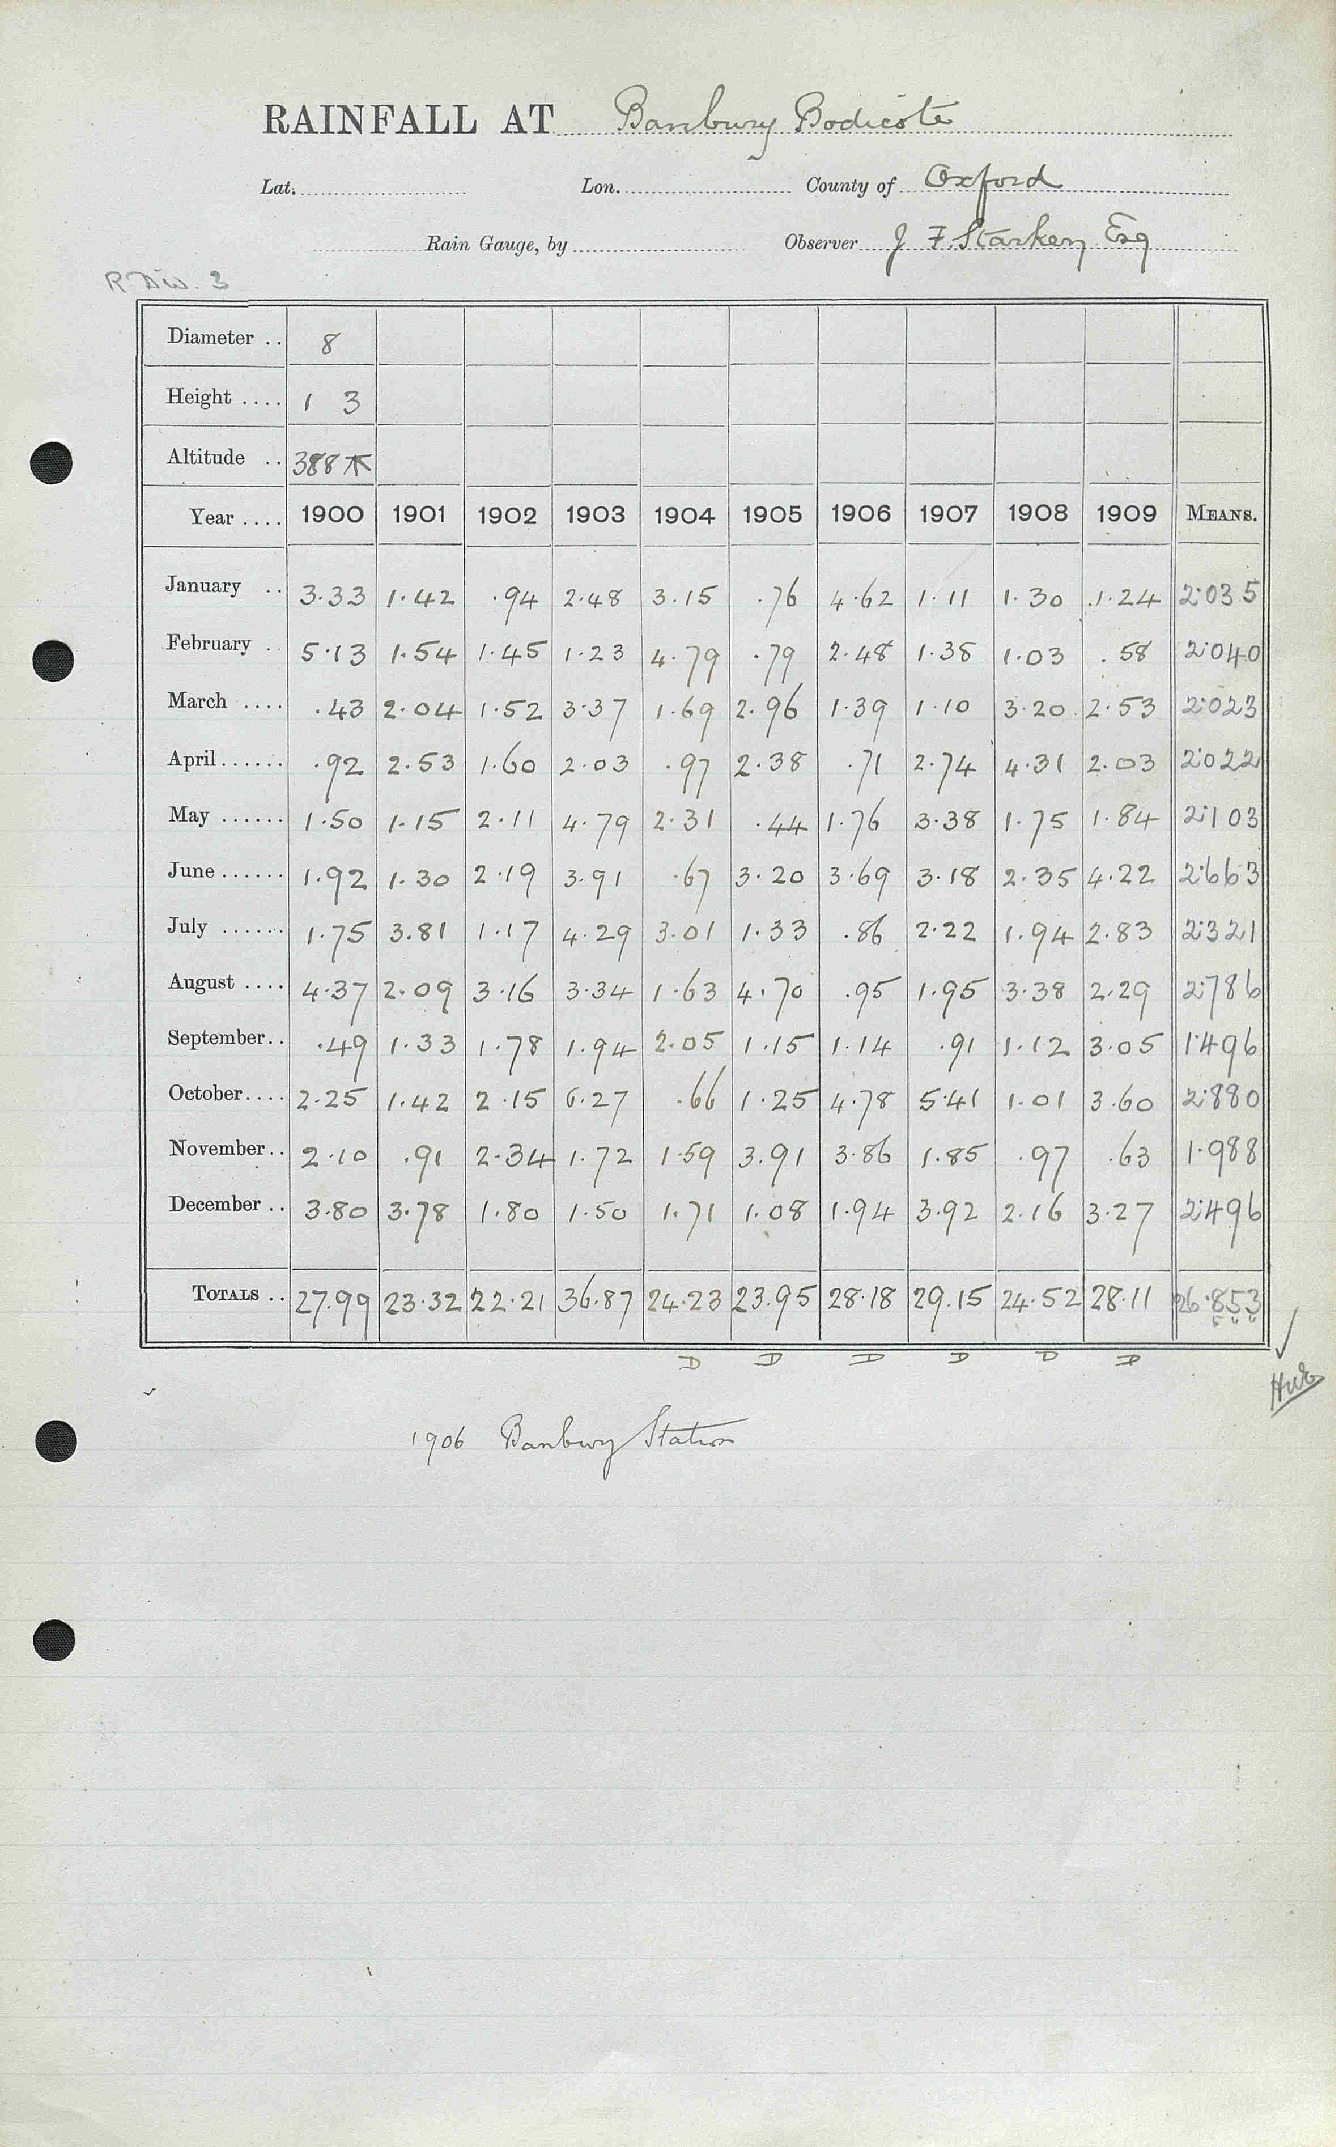 RAINFALL AT Banbury Bodicote
Lat. Lon. County of Oxford
Rain Gauge, by Observer J F. Starkey Esq
R Div. 3
Diameter .. 8
Height .... 1 3
Altitude .. 388
Year .... 1900 1901 1902 1903 1904 1905 1906 1907 1908 1909 MEANS.
January .. 3.33 1.42 .94 2.48 3.15 .76 4.62 1.11 1.30 1.24 2.035
February .. 5.13 1.54 1.45 1.23 4.79 .79 2.48 1.38 1.03 .58 2.040
March .... .43 2.04 1.52 3.37 1.69 2.96 1.39 1.10 3.20 2.53 2.023
April...... .92 2.53 1.60 2.03 .97 2.38 .71 2.74 4.31 2.03 2.022
May ...... 1.50 1.15 2.11 4.79 2.31 .44 1.76 3.38 1.75 1.84 2.103
June ...... 1.92 1.30 2.19 3.91 .67 3.20 3.69 3.18 2.35 4.22 2.663
July ...... 1.75 3.81 1.17 4.29 3.01 1.33 .86 2.22 1.94 2.83 2.321
August .... 4.37 2.09 3.16 3.34 1.63 4.70 .95 1.95 3.38 2.29 2.786
September.. .49 1.33 1.78 1.94 2.05 1.15 1.14 .91 1.12 3.05 1.496
October.... 2.25 1.42 2.15 6.27 .66 1.25 4.78 5.41 1.01 3.60 2.880
November.. 2.10 .91 2.34 1.72 1.59 3.91 3.86 1.85 .97 .63 1.988
December .. 3.80 3.78 1.80 1.50 1.71 1.08 1.94 3.92 2.16 3.27 2.496
TOTALS .. 27.99 23.32 22.21 36.87 24.23 23.95 28.18 29.15 24.52 28.11 26.853
D D D D D D
1906 Banbury Station